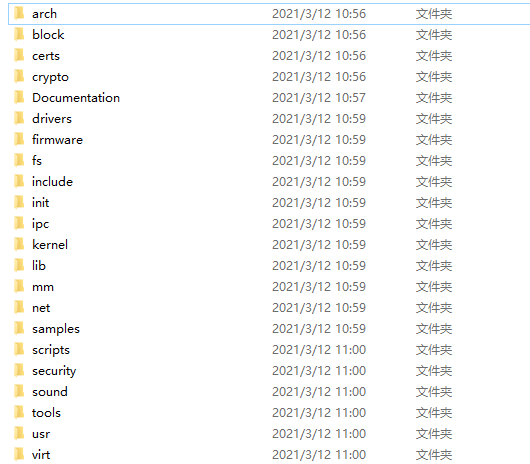 arch 2021/3/12 10:56 文件夹
block 2021/3/12 10:56 文件夹
certs 2021/3/12 10:56 文件夹
crypto 2021/3/12 10:56 文件夹
Documentation 2021/3/12 10:57 文件夹
drivers 2021/3/12 10:59 文件夹
firmware 2021/3/12 10:59 文件夹
fs 2021/3/12 10:59 文件夹
include 2021/3/12 10:59 文件夹
init 2021/3/12 10:59 文件夹
ipc 2021/3/12 10:59 文件夹
kernel 2021/3/12 10:59 文件夹
lib 2021/3/12 10:59 文件夹
mm 2021/3/12 10:59 文件夹
net 2021/3/12 10:59 文件夹
samples 2021/3/12 10:59 文件夹
scripts 2021/3/12 11:00 文件夹
security 2021/3/12 11:00 文件夹
sound 2021/3/12 11:00 文件夹
tools 2021/3/12 11:00 文件夹
usr 2021/3/12 11:00 文件夹
virt 2021/3/12 11:00 文件夹